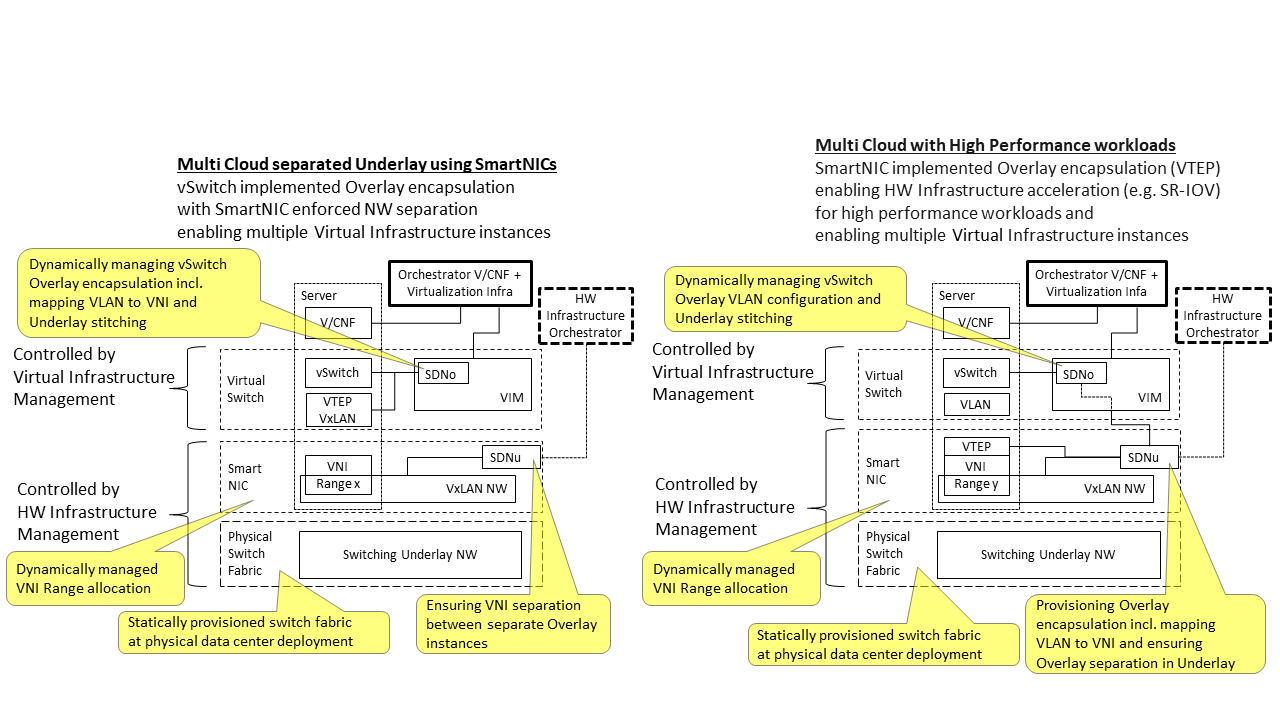 Multi Cloud separated Underlay using SmartNICs
vSwitch implemented Overlay encapsulation
with SmartNIC enforced NW separation
enabling multiple Virtual Infrastructure instances
Dynamically managing vSwitch
Overlay encapsulation incl.
mapping VLAN to VNI and
Underlay stitching
Server
V/CNF
Orchestrator V/CNF +
Virtualization Infra
HW
Infrastructure
Orchestrator
Controlled by
Virtual Infrastructure
Management
Virtual
Switch
vSwitch
VTEP
VxLAN
SDNo
VIM
Controlled by
HW Infrastructure
Management
Smart
NIC
VNI
Range x
SDNu
VxLAN NW
Physical
Switch
Fabric
Switching Underlay NW
Dynamically managed
VNI Range allocation
Statically provisioned switch fabric
at physical data center deployment
Ensuring VNI separation
between separate Overlay
instances
Multi Cloud with High Performance workloads
SmartNIC implemented Overlay encapsulation (VTEP)
enabling HW Infrastructure acceleration (e.g. SR-IOV)
for high performance workloads and
enabling multiple Virtual Infrastructure instances
Dynamically managing vSwitch
Overlay VLAN configuration and
Underlay stitching
Server
V/CNF
Orchestrator V/CNF +
Virtualization Infa
HW
Infrastructure
Orchestrator
Controlled by
Virtual Infrastructure
Management
Virtual
Switch
vSwitch
VLAN
SDNo
VIM
Controlled by
HW Infrastructure
Management
Smart
NIC
VTEP
VNI
Range y
SDNu
VxLAN NW
Physical
Switch
Fabric
Switching Underlay NW
Dynamically managed
VNI Range allocation
Statically provisioned switch fabric
at physical data center deployment
Provisioning Overlay
encapsulation incl. mapping
VLAN to VNI and ensuring
Overlay separation in Underlay